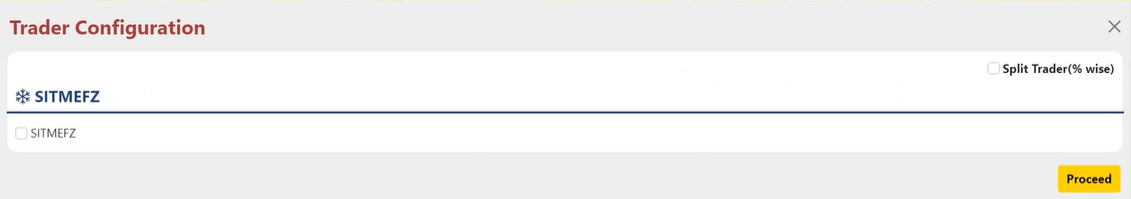 Trader Configuration
Split Trader(% wise)
SITMEFZ
SITMEFZ
Proceed